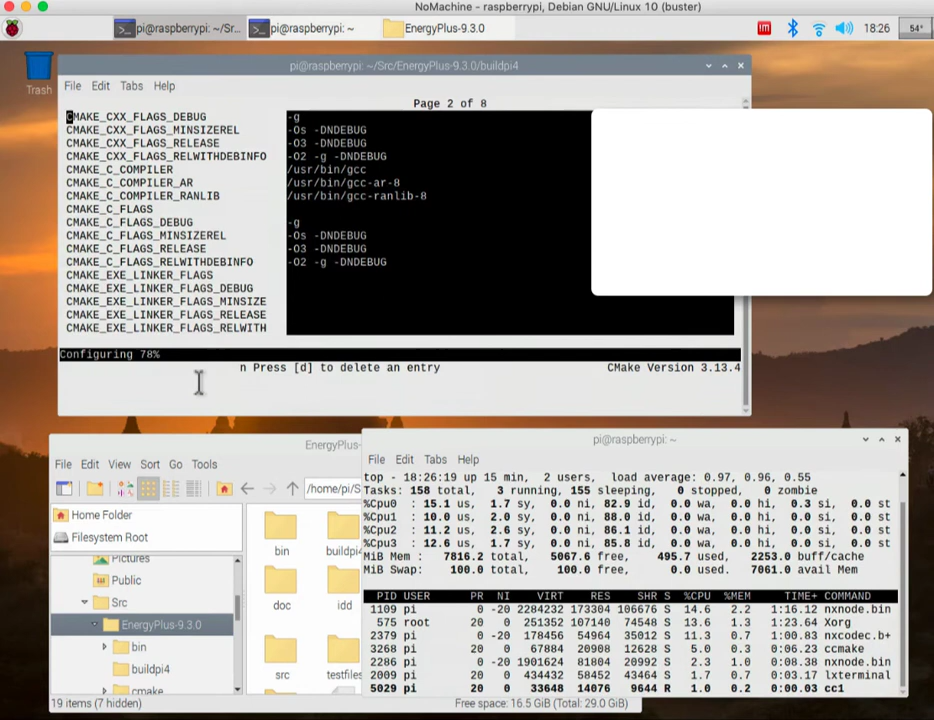 NoMachine - raspberrypi, Debian GNU/Linux 10 (buster)
pi@raspberrypi: ~/Sr...
pi@raspberrypi: ~
EnergyPlus-9.3.0
18:26
54°
Trash
pi@raspberrypi: ~/Src/EnergyPlus-9.3.0/buildpi4
File Edit Tabs Help
Page 2 of 8
CMAKE_CXX_FLAGS_DEBUG -g
CMAKE_CXX_FLAGS_MINSIZEREL -Os -DNDEBUG
CMAKE_CXX_FLAGS_RELEASE -O3 -DNDEBUG
CMAKE_CXX_FLAGS_RELWITHDEBINFO -O2 -g -DNDEBUG
CMAKE_C_COMPILER /usr/bin/gcc
CMAKE_C_COMPILER_AR /usr/bin/gcc-ar-8
CMAKE_C_COMPILER_RANLIB /usr/bin/gcc-ranlib-8
CMAKE_C_FLAGS
CMAKE_C_FLAGS_DEBUG -g
CMAKE_C_FLAGS_MINSIZEREL -Os -DNDEBUG
CMAKE_C_FLAGS_RELEASE -O3 -DNDEBUG
CMAKE_C_FLAGS_RELWITHDEBINFO -O2 -g -DNDEBUG
CMAKE_EXE_LINKER_FLAGS
CMAKE_EXE_LINKER_FLAGS_DEBUG
CMAKE_EXE_LINKER_FLAGS_MINSIZE
CMAKE_EXE_LINKER_FLAGS_RELEASE
CMAKE_EXE_LINKER_FLAGS_RELWITH
Configuring 78%
n Press [d] to delete an entry CMake Version 3.13.4
EnergyPlus-
File Edit View Sort Go Tools
/home/pi/S
Home Folder
Filesystem Root
Pictures
Public
Src
EnergyPlus-9.3.0
bin
buildpi4
cmake
bin
buildpi
doc
idd
src
testfiles
19 items (7 hidden)
Free space: 16.5 GiB (Total: 29.0 GiB)
pi@raspberrypi: ~
File Edit Tabs Help
top - 18:26:19 up 15 min, 2 users, load average: 0.97, 0.96, 0.55
Tasks: 158 total, 3 running, 155 sleeping, 0 stopped, 0 zombie
%Cpu0 : 15.1 us, 1.7 sy, 0.0 ni, 82.9 id, 0.0 wa, 0.0 hi, 0.3 si, 0.0 st
%Cpu1 : 10.0 us, 2.0 sy, 0.0 ni, 88.0 id, 0.0 wa, 0.0 hi, 0.0 si, 0.0 st
%Cpu2 : 11.2 us, 2.6 sy, 0.0 ni, 86.1 id, 0.0 wa, 0.0 hi, 0.0 si, 0.0 st
%Cpu3 : 12.6 us, 1.7 sy, 0.0 ni, 85.8 id, 0.0 wa, 0.0 hi, 0.0 si, 0.0 st
MiB Mem : 7816.2 total, 5067.6 free, 495.7 used, 2253.0 buff/cache
MiB Swap: 100.0 total, 100.0 free, 0.0 used. 7061.0 avail Mem
PID USER PR NI VIRT RES SHR S %CPU %MEM TIME+ COMMAND
1109 pi 0 -20 2284232 173304 106676 S 14.6 2.2 1:16.12 nxnode.bin
575 root 20 0 251352 107140 74548 S 13.6 1.3 1:23.64 Xorg
2379 pi 0 -20 178456 54964 35012 S 11.3 0.7 1:00.83 nxcodec.b+
3268 pi 20 0 67884 20908 12628 S 5.0 0.3 0:06.23 ccmake
2286 pi 0 -20 1901624 81804 20992 S 2.3 1.0 0:08.38 nxnode.bin
2009 pi 20 0 434432 58452 43464 S 1.7 0.7 0:03.17 lxterminal
5029 pi 20 0 33648 14076 9644 R 1.0 0.2 0:00.03 cc1